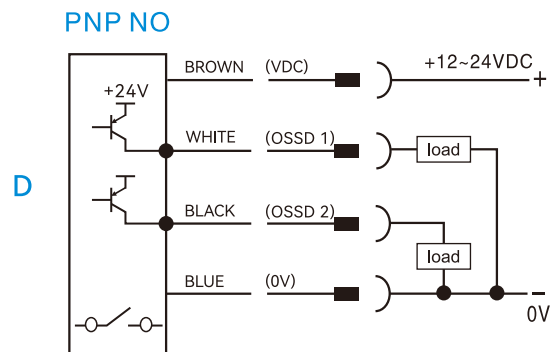 PNP NO
BROWN (VDC) +12~24VDC +
+24V
WHITE (OSSD 1) load
D
BLACK (OSSD 2)
load
BLUE (0V) -
0V